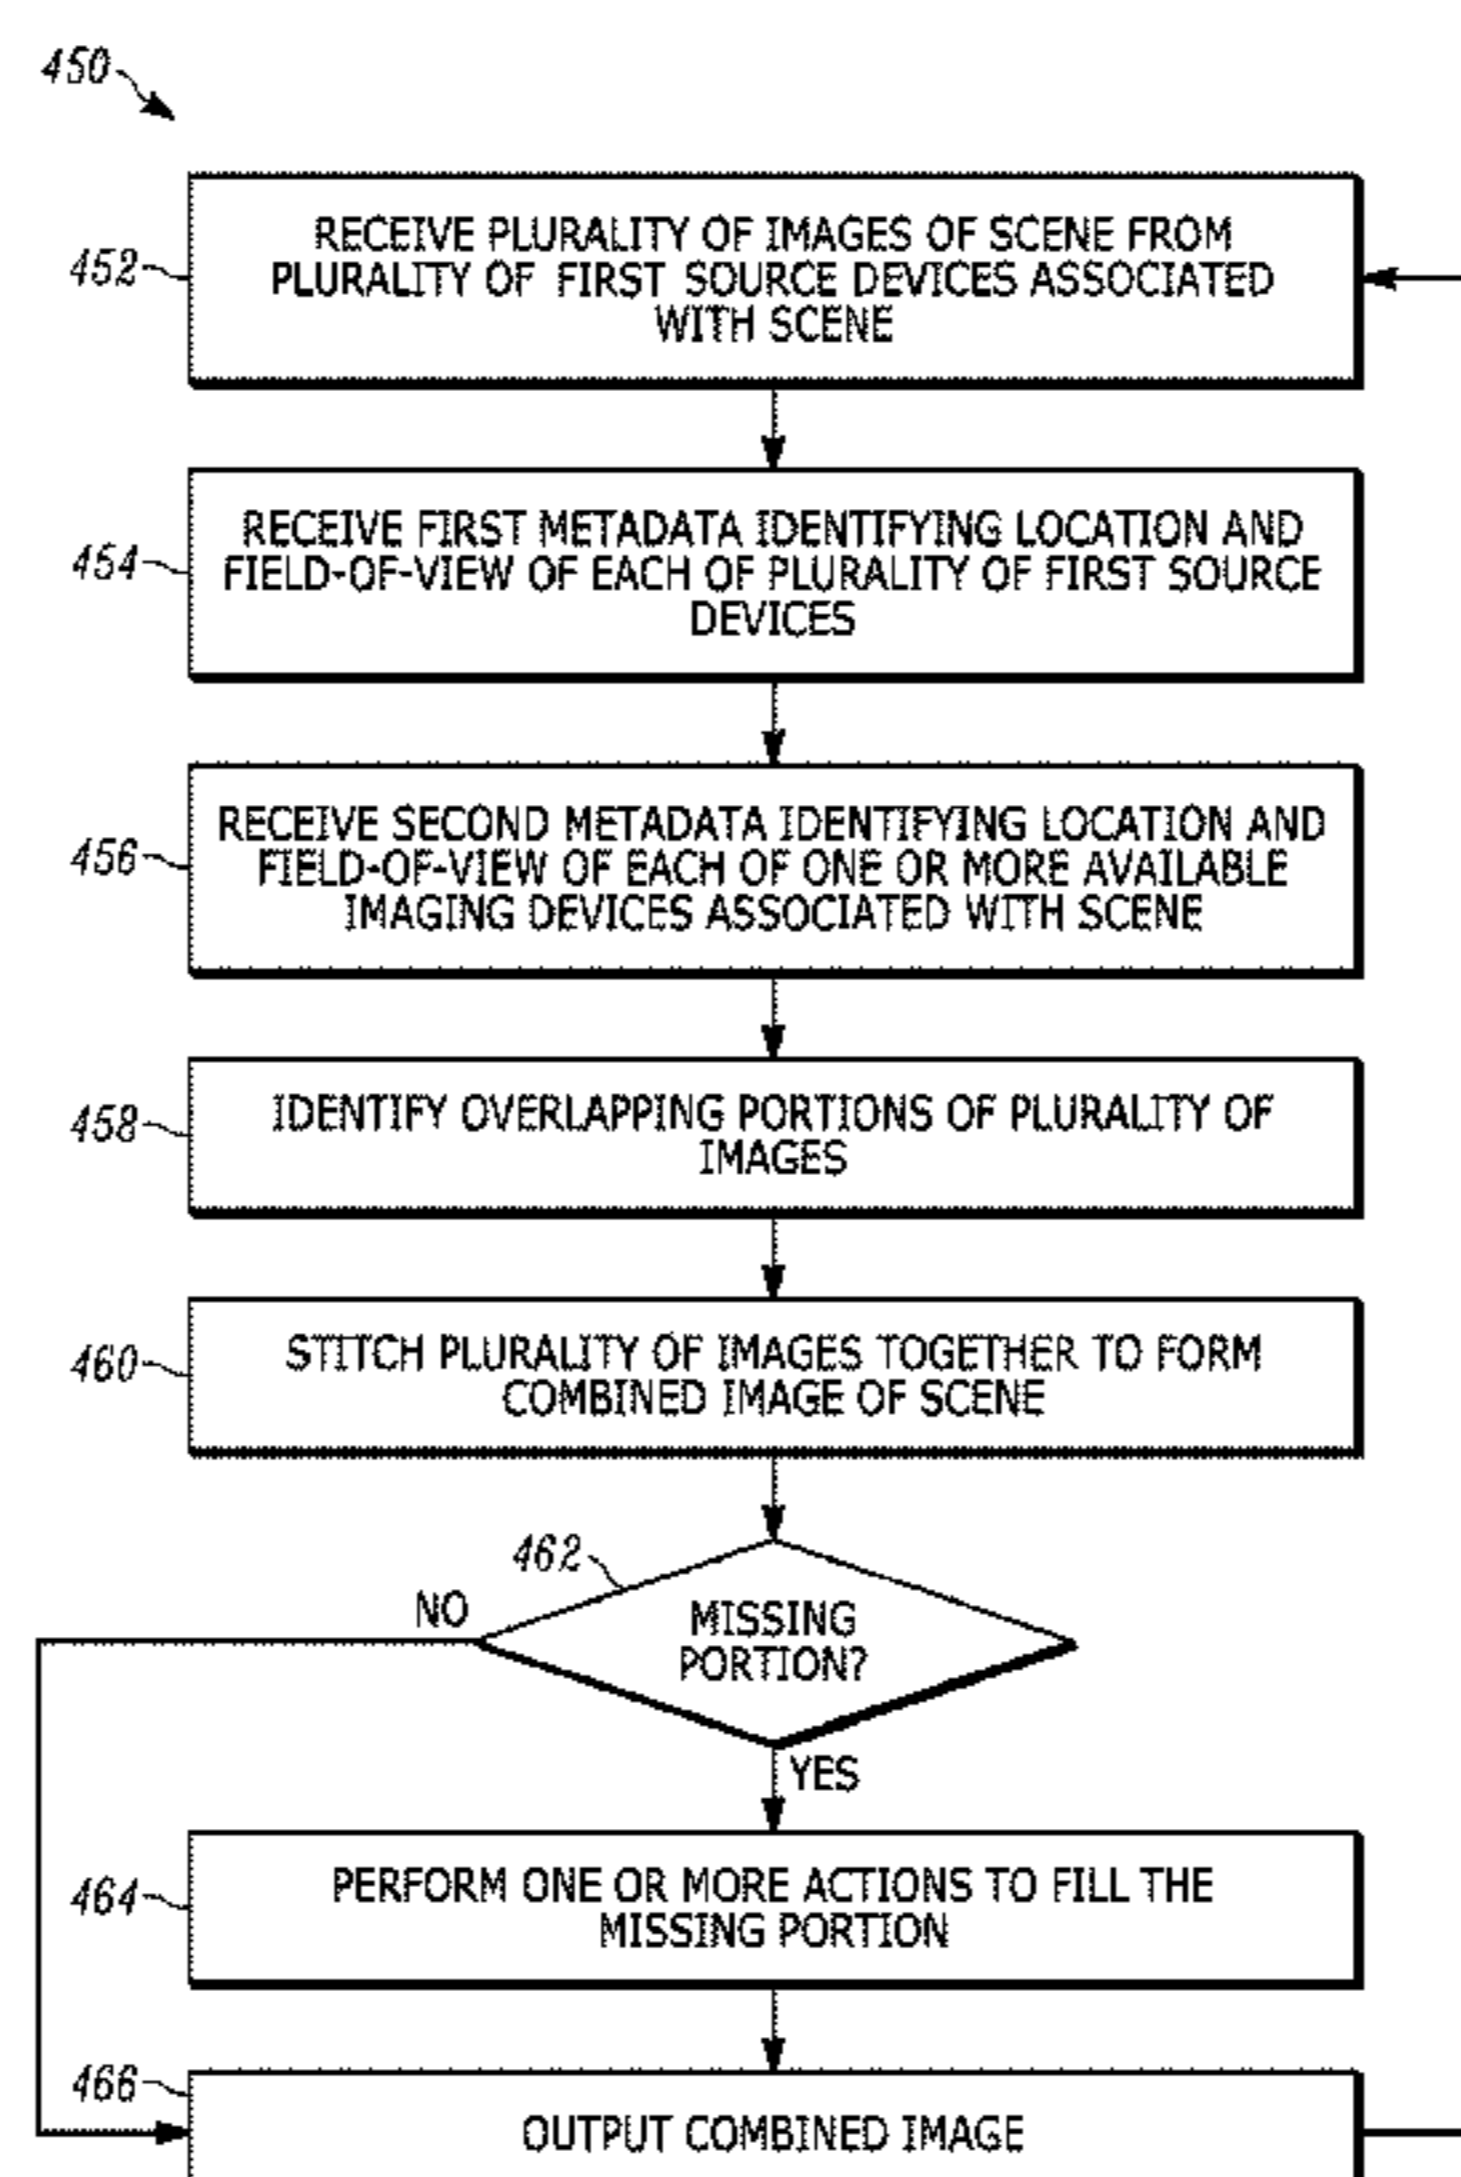 450
452
RECEIVE PLURALITY OF IMAGES OF SCENE FROM
PLURALITY OF FIRST SOURCE DEVICES ASSOCIATED
WITH SCENE
454
RECEIVE FIRST METADATA IDENTIFYING LOCATION AND
FIELD-OF-VIEW OF EACH OF PLURALITY OF FIRST SOURCE
DEVICES
456
RECEIVE SECOND METADATA IDENTIFYING LOCATION AND
FIELD-OF-VIEW OF EACH OF ONE OR MORE AVAILABLE
IMAGING DEVICES ASSOCIATED WITH SCENE
458
IDENTIFY OVERLAPPING PORTIONS OF PLURALITY OF
IMAGES
460
STITCH PLURALITY OF IMAGES TOGETHER TO FORM
COMBINED IMAGE OF SCENE
462
NO
MISSING
PORTION?
YES
464
PERFORM ONE OR MORE ACTIONS TO FILL THE
MISSING PORTION
466
OUTPUT COMBINED IMAGE